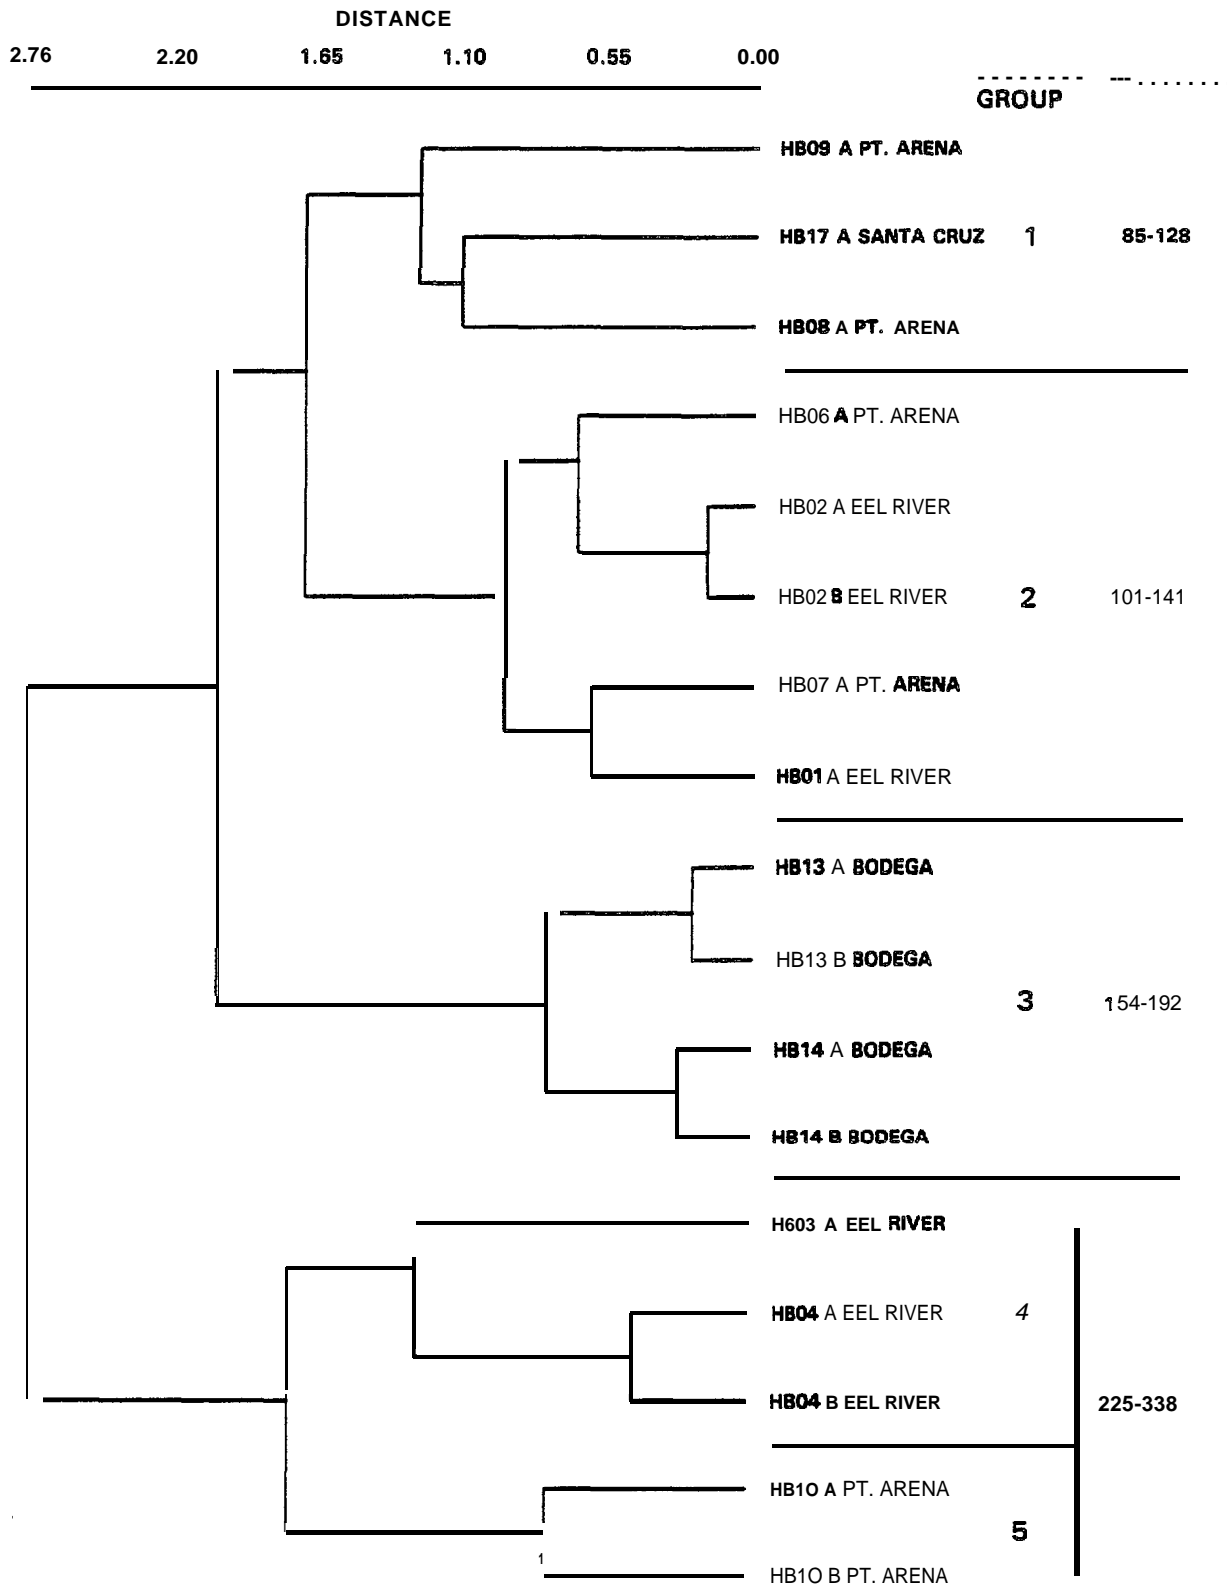 DISTANCE
2.76 2.20 1.65 1.10 0.55 0.00
GROUP
HB09 A PT. ARENA
HB17 A SANTA CRUZ 1 85-128
HB08 A PT. ARENA
HB06 A PT. ARENA
HB02 A EEL RIVER
HB02 B EEL RIVER 2 101-141
HB07 A PT. ARENA
HB01 A EEL RIVER
HB13 A BODEGA
HB13 B BODEGA
3 154-192
HB14 A BODEGA
HB14 B BODEGA
H603 A EEL RIVER
HB04 A EEL RIVER 4
HB04 B EEL RIVER 225-338
HB1O A PT. ARENA
5
1
HB1O B PT. ARENA